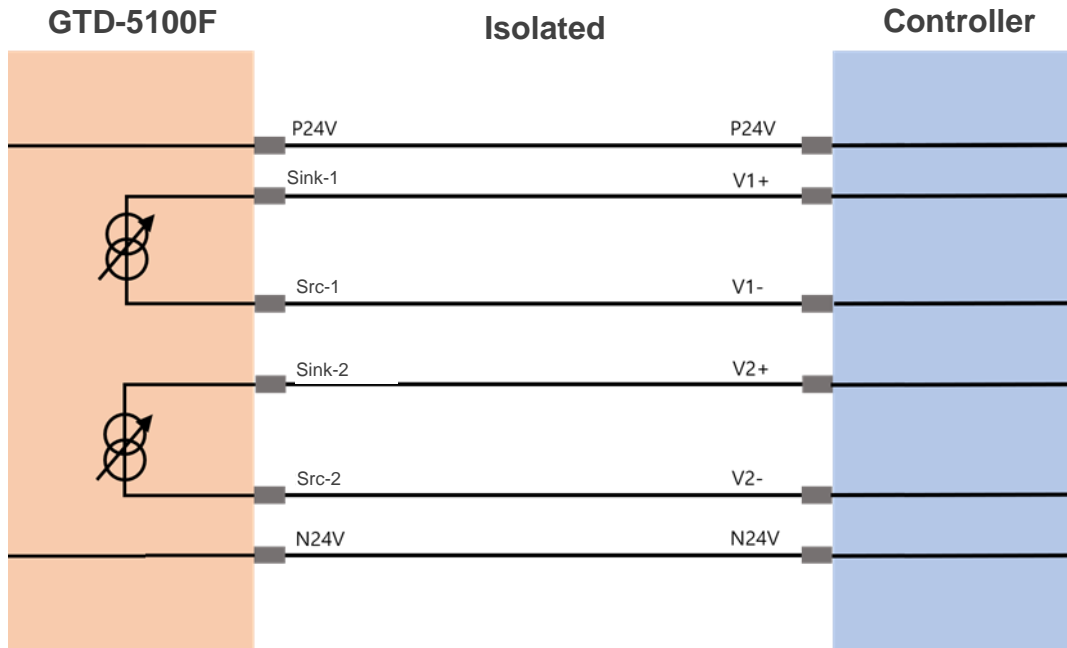 GTD-5100F Isolated Controller
P24V P24V
Sink-1 V1+
Src-1 V1-
Sink-2 V2+
Src-2 V2-
N24V N24V